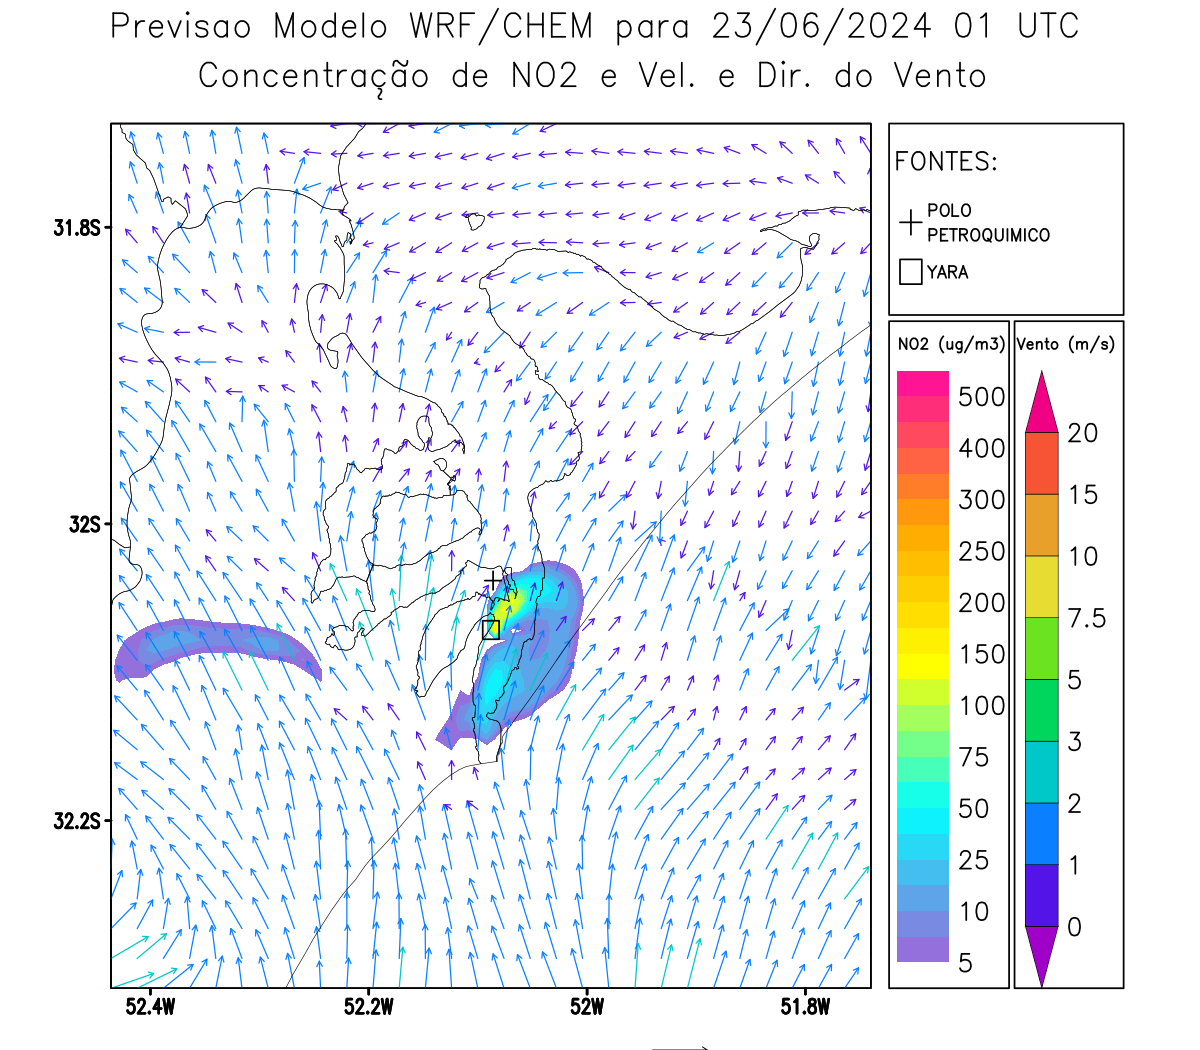 Previsao Modelo WRF/CHEM para 23/06/2024 01 UTC
Concentração de NO2 e Vel. e Dir. do Vento
31.8S
32S
32.2S
52.4W
52.2W
52W
51.8W
FONTES:
POLO
PETROQUIMICO
YARA
NO2 (ug/m3)
500
400
300
250
200
150
100
75
50
25
10
5
Vento (m/s)
20
15
10
7.5
5
3
2
1
0